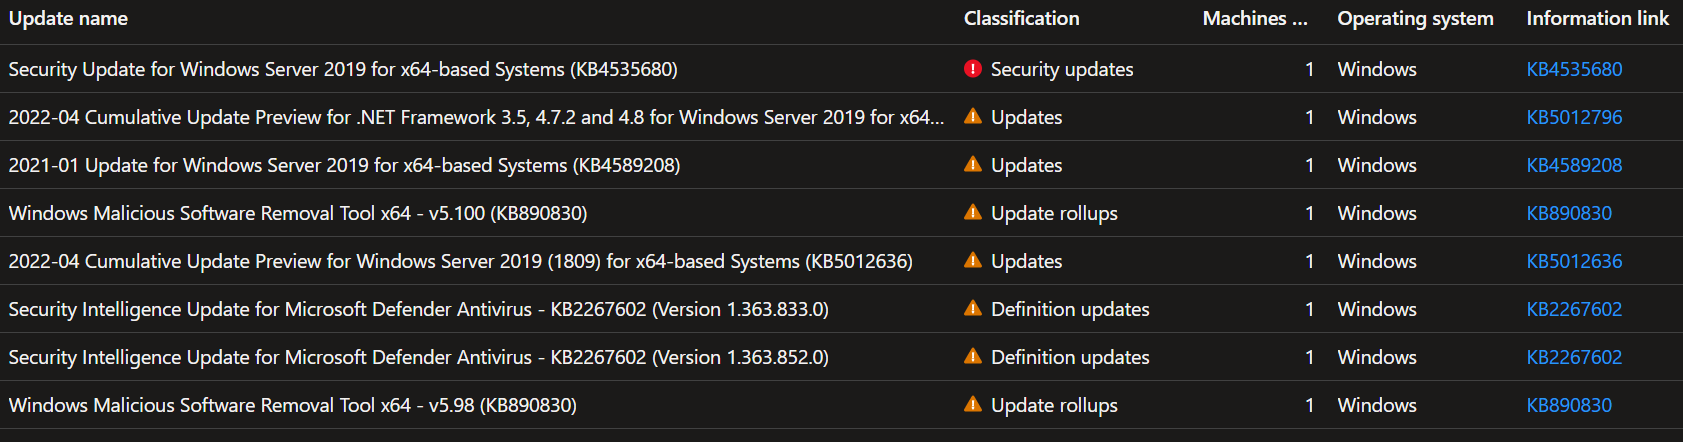 Update name Classification Machines ... Operating system Information link
Security Update for Windows Server 2019 for x64-based Systems (KB4535680) Security updates 1 Windows KB4535680
2022-04 Cumulative Update Preview for .NET Framework 3.5, 4.7.2 and 4.8 for Windows Server 2019 for x64... Updates 1 Windows KB5012796
2021-01 Update for Windows Server 2019 for x64-based Systems (KB4589208) Updates 1 Windows KB4589208
Windows Malicious Software Removal Tool x64 - v5.100 (KB890830) Update rollups 1 Windows KB890830
2022-04 Cumulative Update Preview for Windows Server 2019 (1809) for x64-based Systems (KB5012636) Updates 1 Windows KB5012636
Security Intelligence Update for Microsoft Defender Antivirus - KB2267602 (Version 1.363.833.0) Definition updates 1 Windows KB2267602
Security Intelligence Update for Microsoft Defender Antivirus - KB2267602 (Version 1.363.852.0) Definition updates 1 Windows KB2267602
Windows Malicious Software Removal Tool x64 - v5.98 (KB890830) Update rollups 1 Windows KB890830